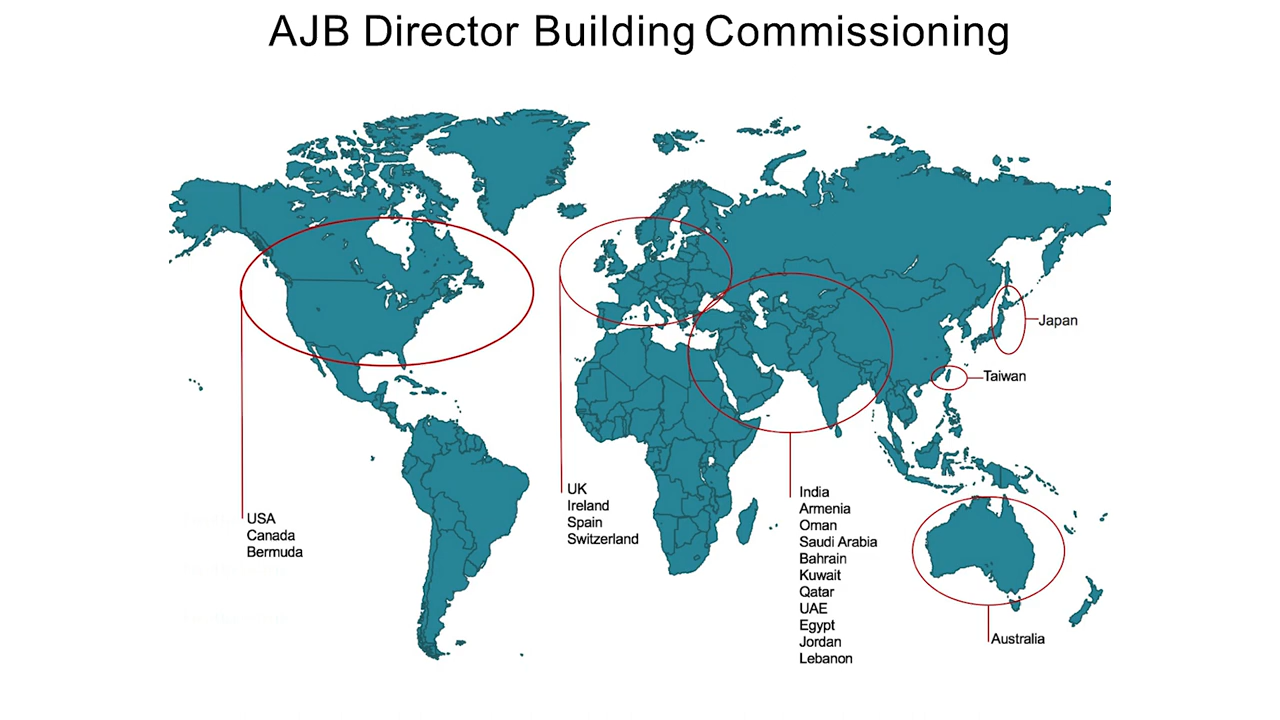 AJB Director Building Commissioning
Japan
Taiwan
UK
Ireland
Spain
Switzerland
India
Armenia
Oman
Saudi Arabia
Bahrain
Kuwait
Qatar
UAE
Egypt
Jordan
Lebanon
USA
Canada
Bermuda
Australia